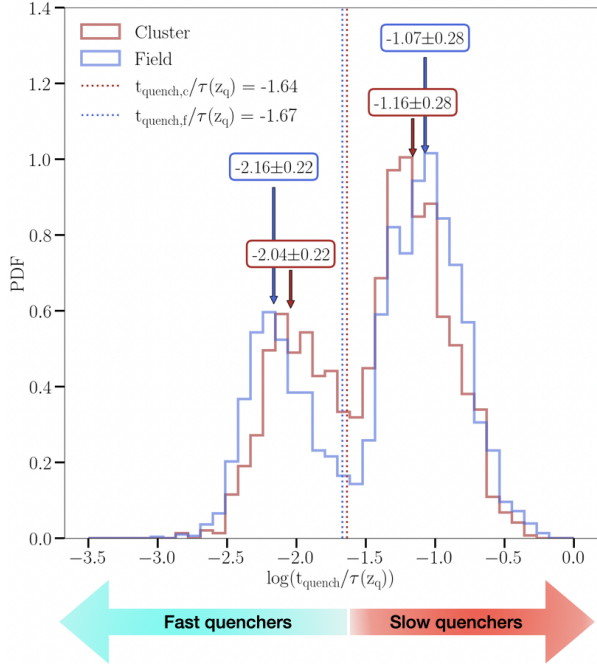 1.4
1.2
1.0
0.8
0.6
0.4
0.2
0.0
PDF
Cluster
Field
t_quench,c/τ(z_q) = -1.64
t_quench,f/τ(z_q) = -1.67
-1.07±0.28
-1.16±0.28
-2.16±0.22
-2.04±0.22
−3.5 −3.0 −2.5 −2.0 −1.5 −1.0 −0.5 0.0
log(t_quench/τ(z_q))
Fast quenchers Slow quenchers